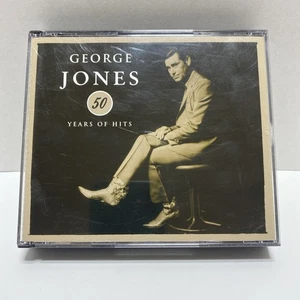 GEORGE
JONES
50
YEARS OF HITS